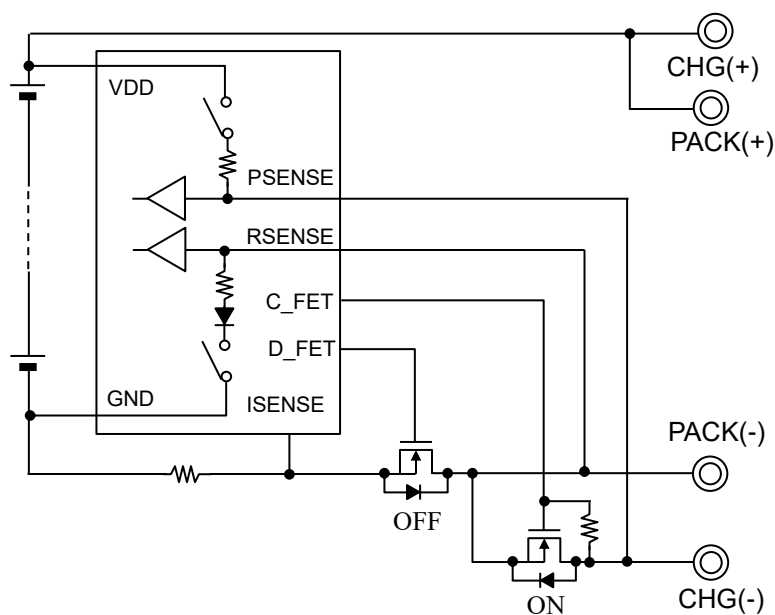 CHG(+)
VDD
PACK(+)
PSENSE
RSENSE
C_FET
D_FET
GND
ISENSE
PACK(-)
OFF
CHG(-)
ON